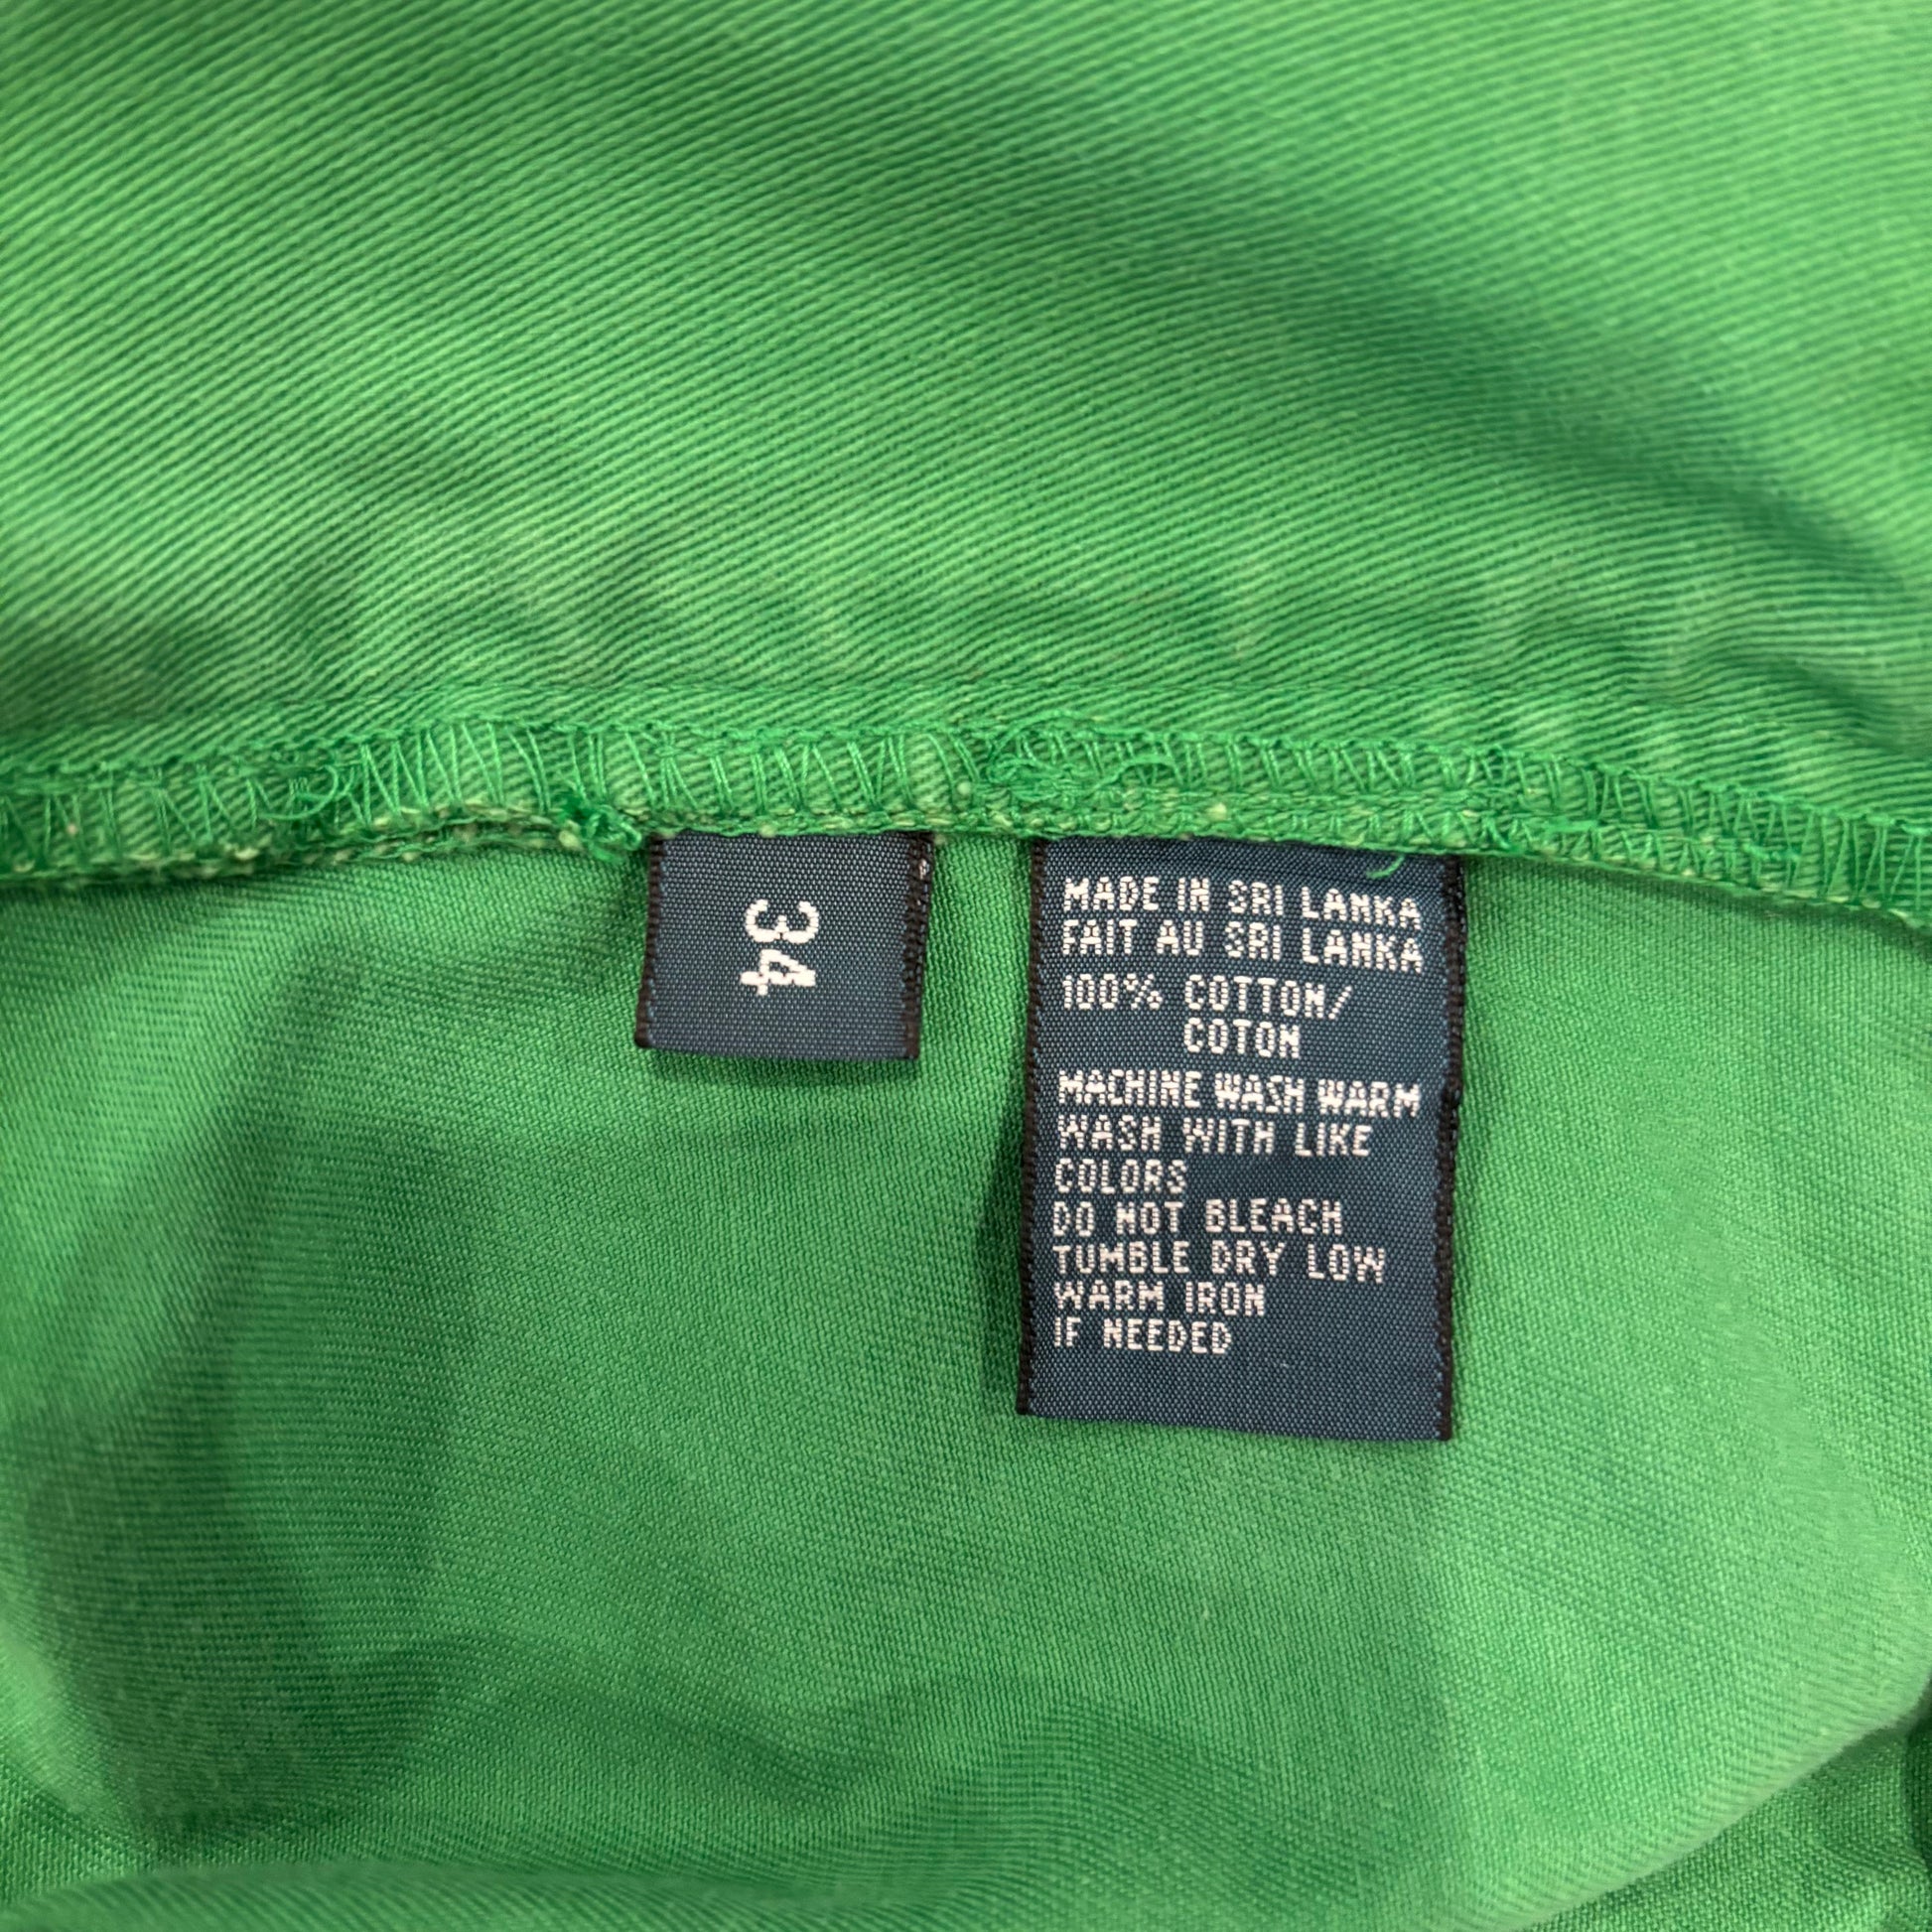 34
MADE IN SRI LANKA
FAIT AU SRI LANKA
100% COTTON/
COTON
MACHINE WASH WARM
WASH WITH LIKE
COLORS
DO NOT BLEACH
TUMBLE DRY LOW
WARM IRON
IF NEEDED